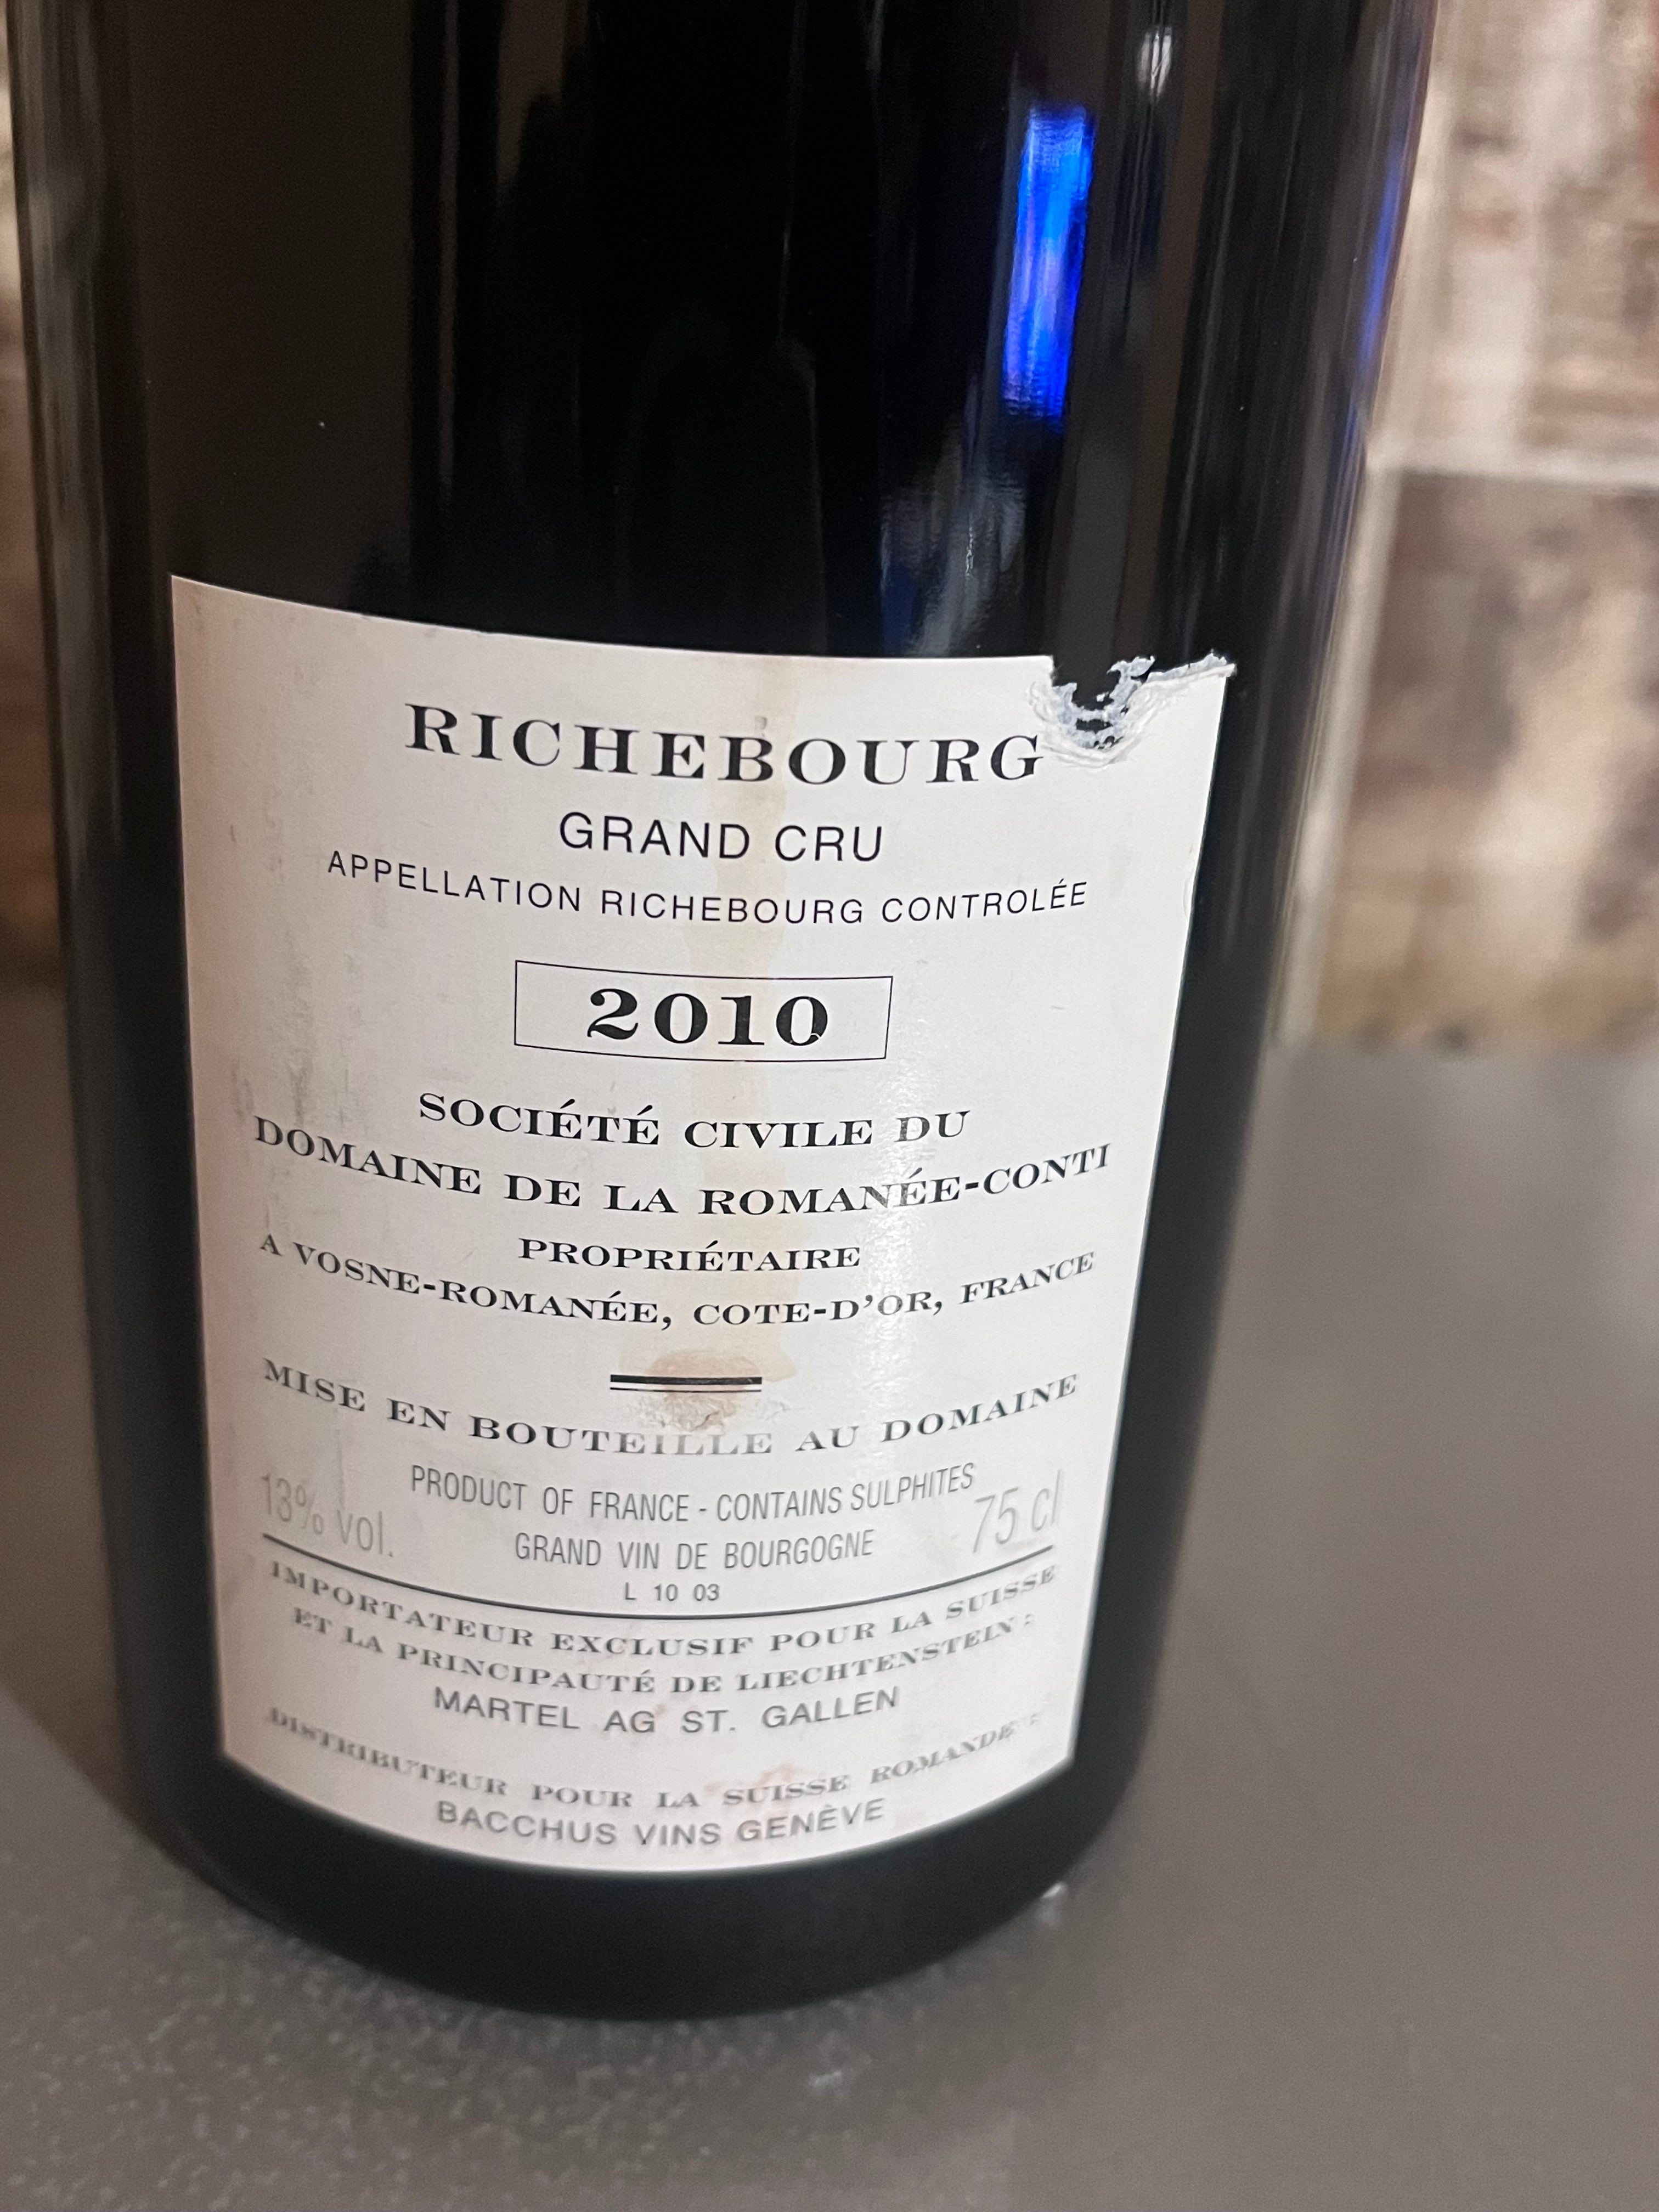 RICHEBOURG
GRAND CRU
APPELLATION RICHEBOURG CONTROLÉE
2010
SOCIÉTÉ CIVILE DU
DOMAINE DE LA ROMANÉE-CONTI
PROPRIÉTAIRE
A VOSNE-ROMANÉE, COTE-D'OR, FRANCE
MISE EN BOUTEILLE AU DOMAINE
PRODUCT OF FRANCE - CONTAINS SULPHITES
13% vol. GRAND VIN DE BOURGOGNE 75 cl
L 10 03
IMPORTATEUR EXCLUSIF POUR LA SUISSE
ET LA PRINCIPAUTÉ DE LIECHTENSTEIN :
MARTEL AG ST. GALLEN
DISTRIBUTEUR POUR LA SUISSE ROMANDE :
BACCHUS VINS GENÈVE